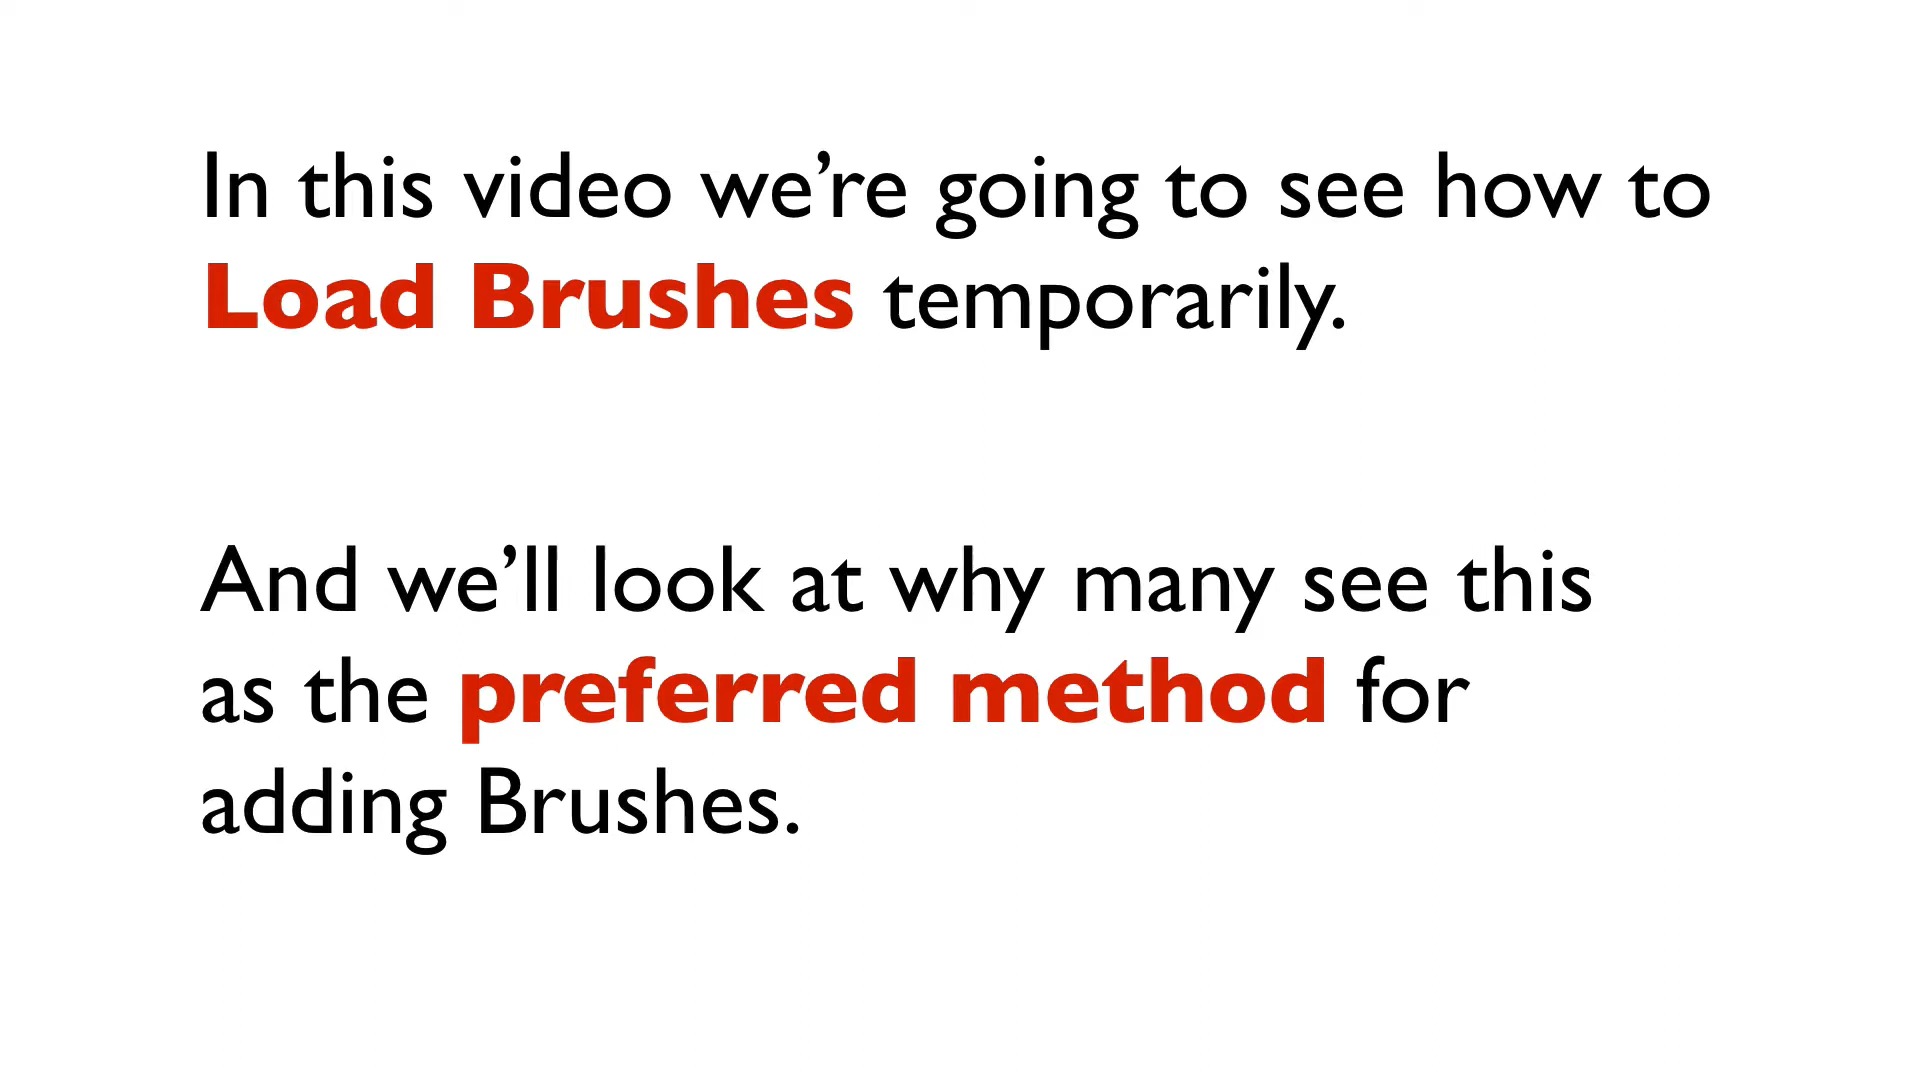 In this video we’re going to see how to
Load Brushes temporarily.
And we’ll look at why many see this
as the preferred method for
adding Brushes.